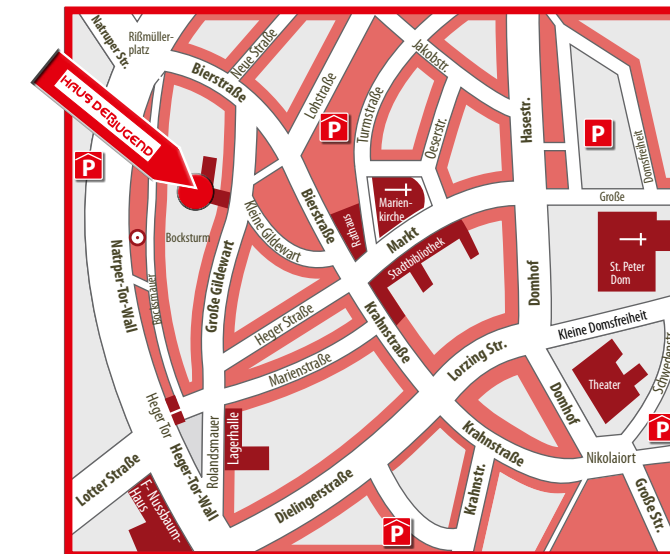 Natruper Str.
Rißmüller-
platz
Neue Straße
Bierstraße
Lohstraße
Turmstraße
Jakobstr.
Oeserstr.
Hasestr.
Domsfreiheit
HAUS DER JUGEND
P
P
P
Große
Marien-
kirche
Rathaus
Markt
Stadtbibliothek
Bierstraße
Kleine Gildewart
Bocksturm
Große Gildewart
Natrper-Tor-Wall
Bocksmauer
St. Peter
Dom
Domhof
Kleine Domsfreiheit
Krahnstraße
Heger Straße
Marienstraße
Lorzing Str.
Theater
Schwedenstr.
Domhof
Heger Tor
Heger-Tor-Wall
Rolandsmauer
Lagerhalle
Krahnstraße
Krahnstr.
Nikolaiort
P
Große Str.
Lotter Straße
F- Nussbaum-
Haus
Dielingerstraße
P